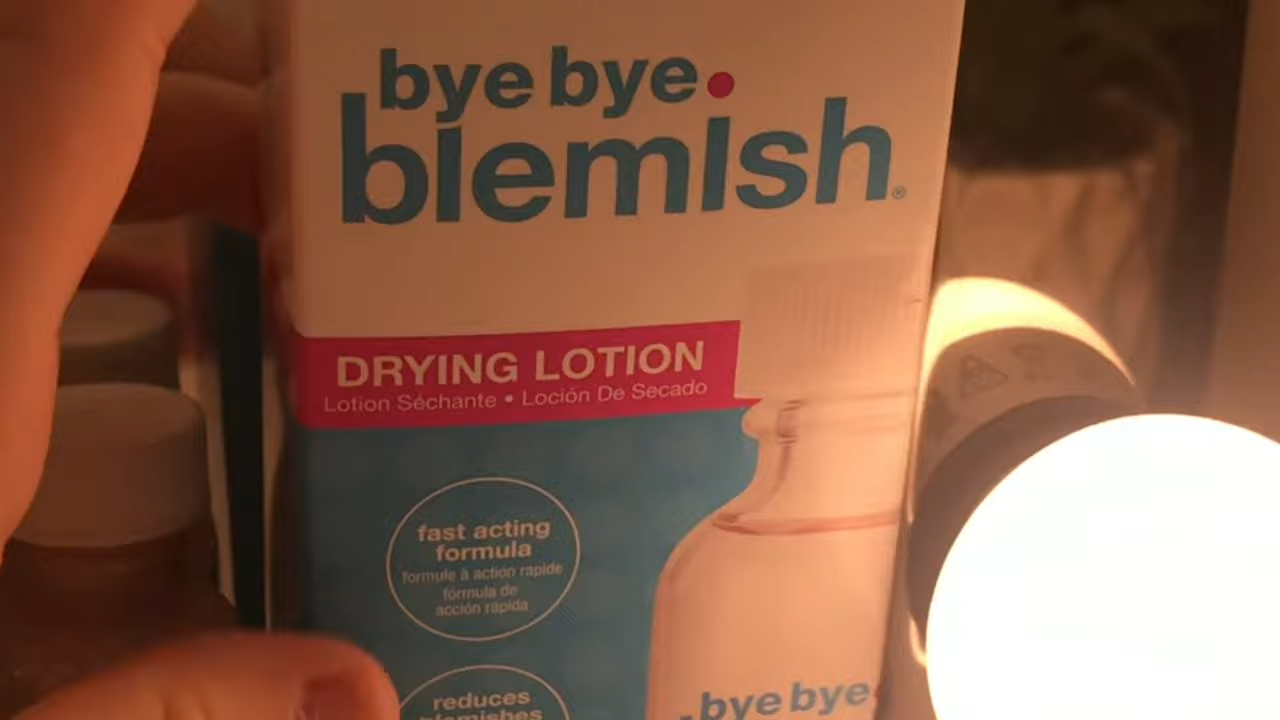 bye bye.
blemish®
DRYING LOTION
Lotion Séchante • Loción De Secado
fast acting
formula
formule à action rapide
fórmula de
acción rápida
reduces
blemishes
bye bye